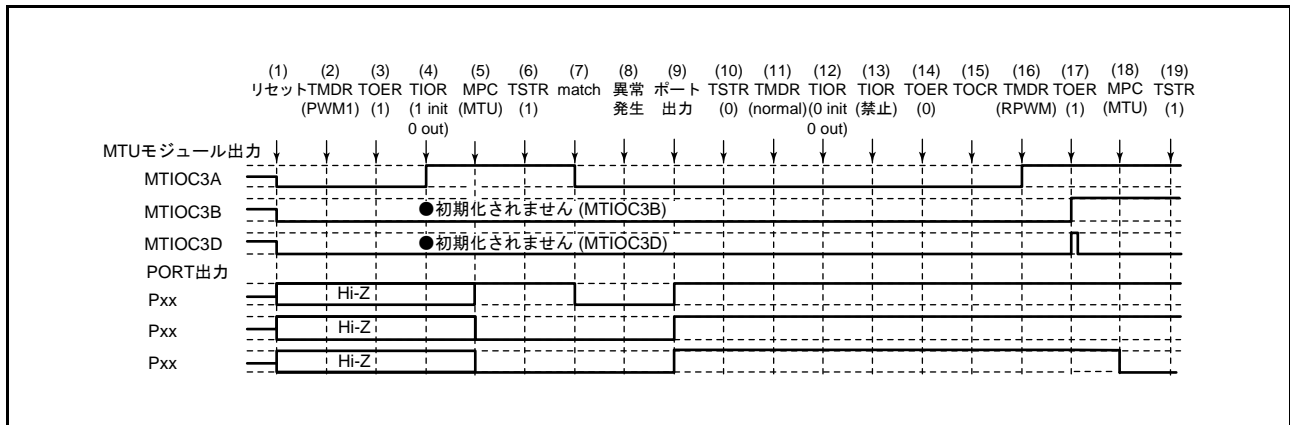 (1) (2) (3) (4) (5) (6) (7) (8) (9) (10) (11) (12) (13) (14) (15) (16) (17) (18) (19)
リセット TMDR TOER TIOR MPC TSTR match 異常 ポート TSTR TMDR TIOR TIOR TOER TOCR TMDR TOER MPC TSTR
(PWM1) (1) (1 init (MTU) (1) 発生 出力 (0) (normal) (0 init (禁止) (0) (RPWM) (1) (MTU) (1)
0 out) 0 out)
MTUモジュール出力
MTIOC3A
MTIOC3B ●初期化されません (MTIOC3B)
MTIOC3D ●初期化されません (MTIOC3D)
PORT出力
Pxx Hi-Z
Pxx Hi-Z
Pxx Hi-Z